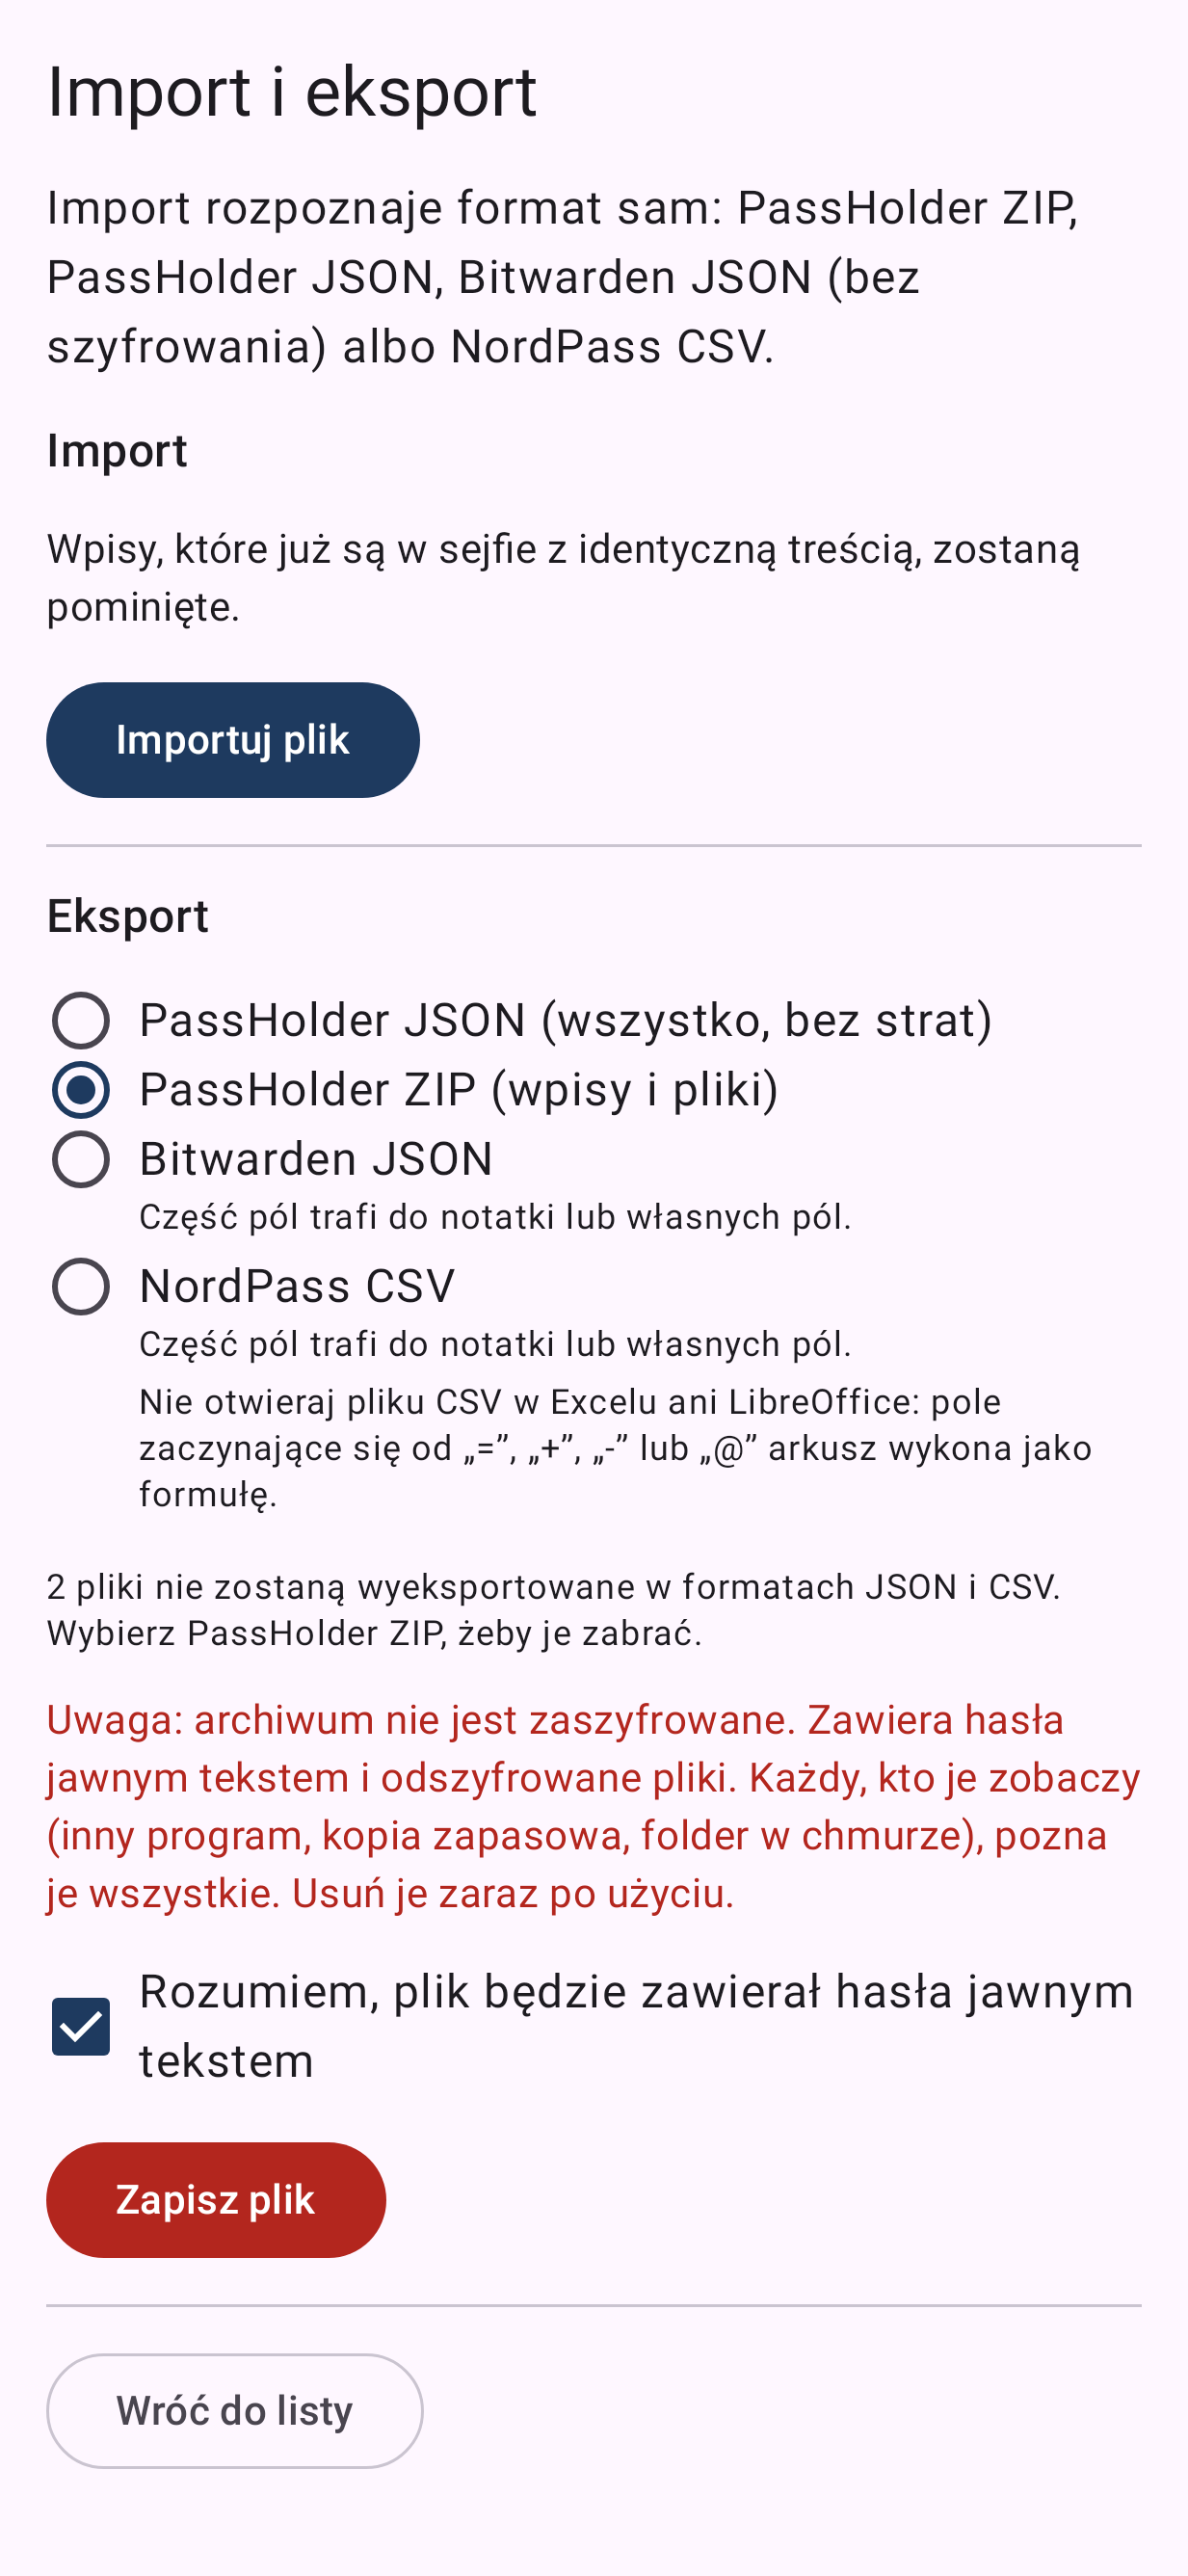 Import i eksport
Import rozpoznaje format sam: PassHolder ZIP,
PassHolder JSON, Bitwarden JSON (bez
szyfrowania) albo NordPass CSV.
Import
Wpisy, które już są w sejfie z identyczną treścią, zostaną
pominięte.
Importuj plik
Eksport
PassHolder JSON (wszystko, bez strat)
PassHolder ZIP (wpisy i pliki)
Bitwarden JSON
Część pól trafi do notatki lub własnych pól.
NordPass CSV
Część pól trafi do notatki lub własnych pól.
Nie otwieraj pliku CSV w Excelu ani LibreOffice: pole
zaczynające się od „=”, „+”, „-” lub „@” arkusz wykona jako
formułę.
2 pliki nie zostaną wyeksportowane w formatach JSON i CSV.
Wybierz PassHolder ZIP, żeby je zabrać.
Uwaga: archiwum nie jest zaszyfrowane. Zawiera hasła
jawnym tekstem i odszyfrowane pliki. Każdy, kto je zobaczy
(inny program, kopia zapasowa, folder w chmurze), pozna
je wszystkie. Usuń je zaraz po użyciu.
Rozumiem, plik będzie zawierał hasła jawnym
tekstem
Zapisz plik
Wróć do listy